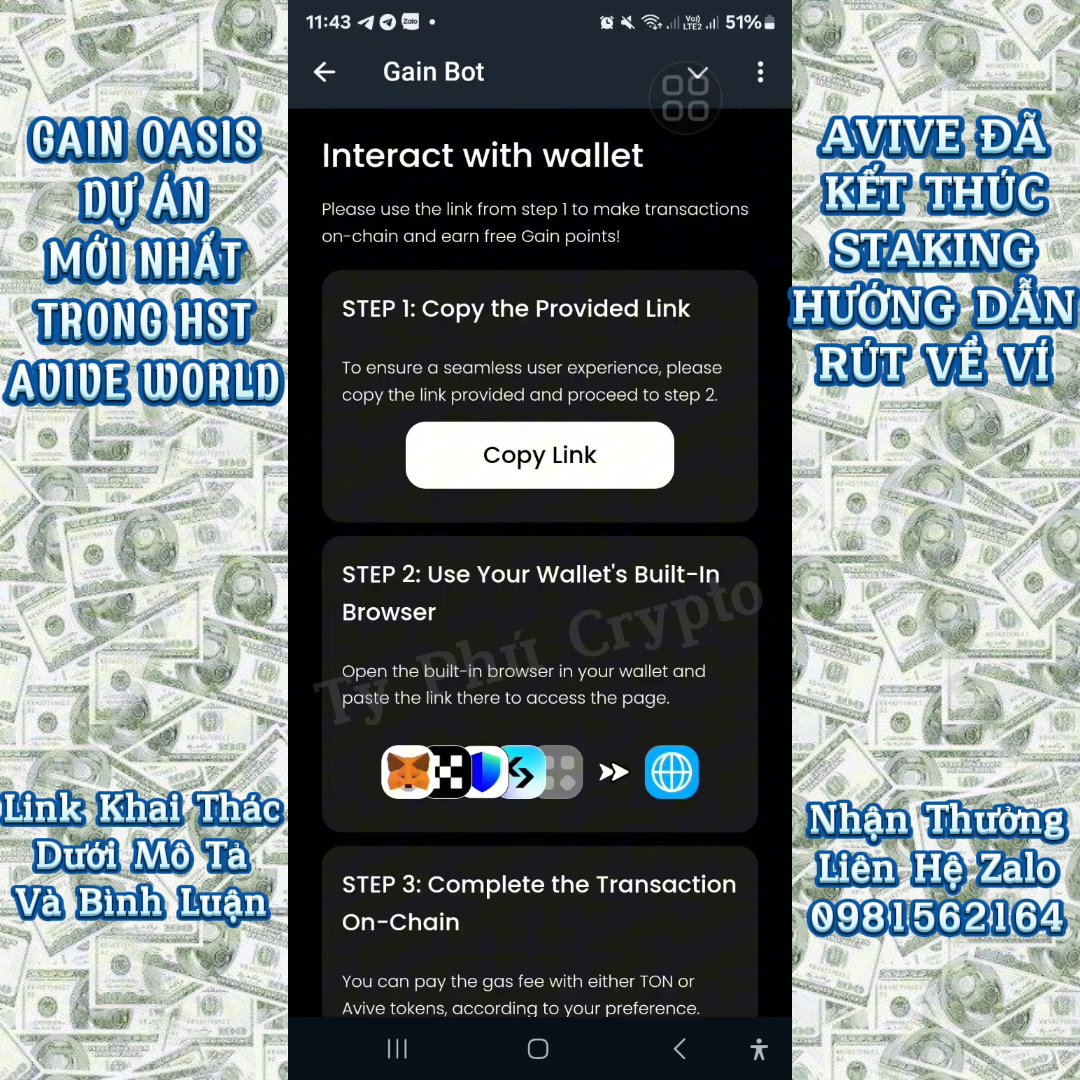 11:43
Zalo
Vo))
LTE2
51%
Gain Bot
GAIN OASIS
DỰ ÁN
MỚI NHẤT
TRONG HST
AVIVE WORLD
Link Khai Thác
Dưới Mô Tả
Và Bình Luận
Interact with wallet
Please use the link from step 1 to make transactions
on-chain and earn free Gain points!
STEP 1: Copy the Provided Link
To ensure a seamless user experience, please
copy the link provided and proceed to step 2.
Copy Link
STEP 2: Use Your Wallet's Built-In
Browser
Open the built-in browser in your wallet and
paste the link there to access the page.
Tỷ Phú Crypto
STEP 3: Complete the Transaction
On-Chain
You can pay the gas fee with either TON or
Avive tokens, according to your preference.
AVIVE ĐÃ
KẾT THÚC
STAKING
HƯỚNG DẪN
RÚT VỀ VÍ
Nhận Thưởng
Liên Hệ Zalo
0981562164